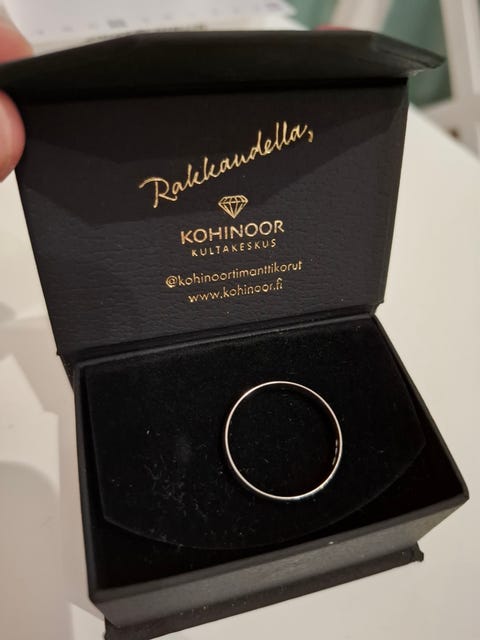 Rakkaudella,
KOHINOOR
KULTAKESKUS
@kohinoortimanttikorut
www.kohinoor.fi